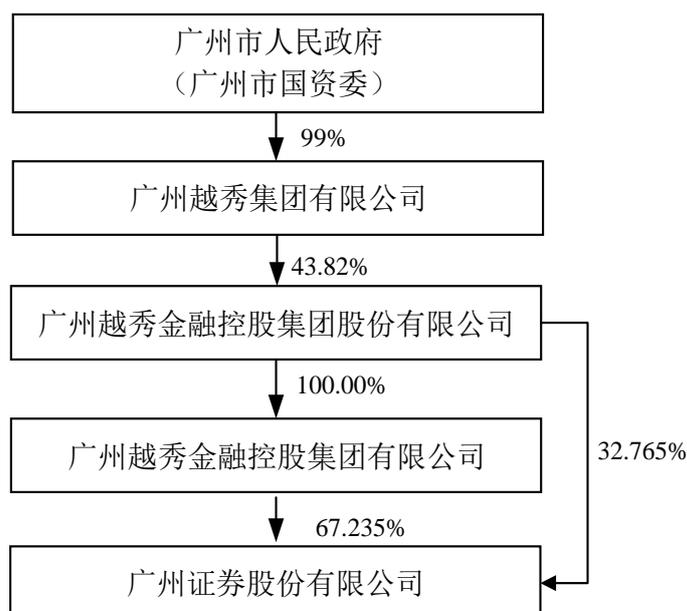 广州市人民政府
（广州市国资委）
99%
广州越秀集团有限公司
43.82%
广州越秀金融控股集团股份有限公司
100.00%
广州越秀金融控股集团有限公司
32.765%
67.235%
广州证券股份有限公司